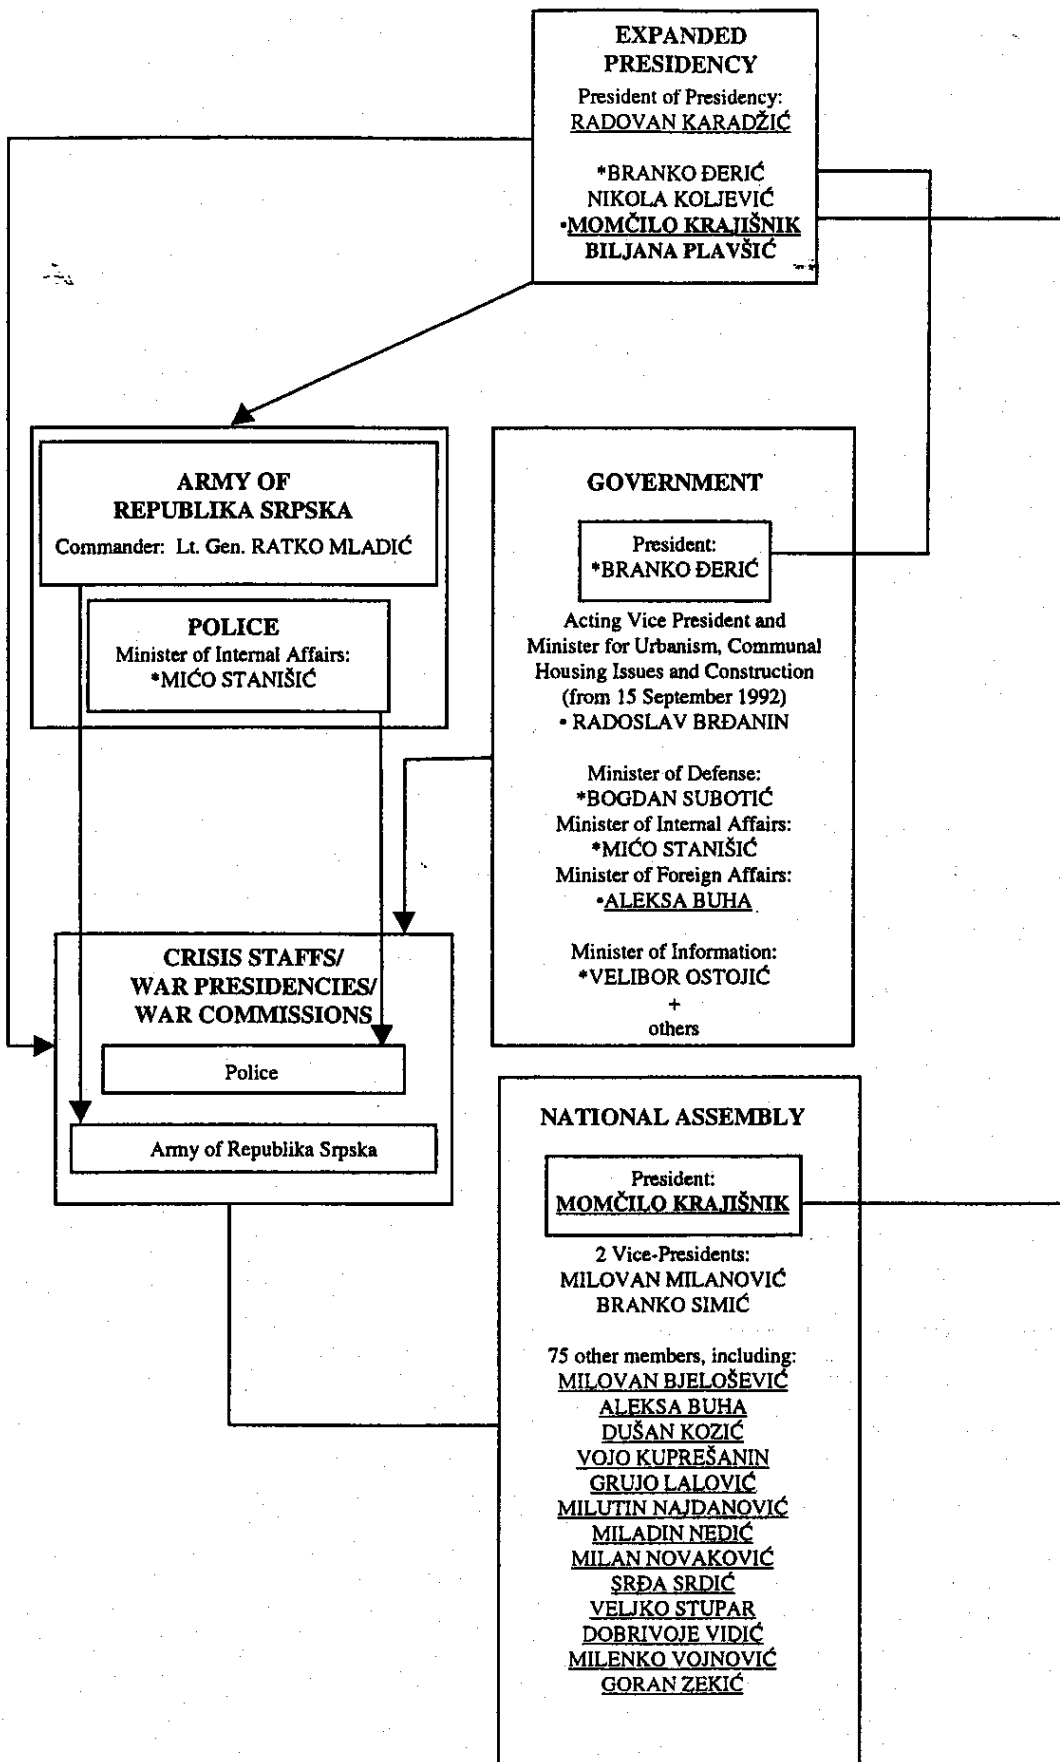 EXPANDED
PRESIDENCY
President of Presidency:
RADOVAN KARADŽIĆ
*BRANKO ĐERIĆ
NIKOLA KOLJEVIĆ
•MOMČILO KRAJIŠNIK
BILJANA PLAVŠIĆ
ARMY OF
REPUBLIKA SRPSKA
Commander: Lt. Gen. RATKO MLADIĆ
POLICE
Minister of Internal Affairs:
*MIĆO STANIŠIĆ
GOVERNMENT
President:
*BRANKO ĐERIĆ
Acting Vice President and
Minister for Urbanism, Communal
Housing Issues and Construction
(from 15 September 1992)
• RADOSLAV BRĐANIN
Minister of Defense:
*BOGDAN SUBOTIĆ
Minister of Internal Affairs:
*MIĆO STANIŠIĆ
Minister of Foreign Affairs:
•ALEKSA BUHA
Minister of Information:
*VELIBOR OSTOJIĆ
+
others
CRISIS STAFFS/
WAR PRESIDENCIES/
WAR COMMISSIONS
Police
Army of Republika Srpska
NATIONAL ASSEMBLY
President:
MOMČILO KRAJIŠNIK
2 Vice-Presidents:
MILOVAN MILANOVIĆ
BRANKO SIMIĆ
75 other members, including:
MILOVAN BJELOŠEVIĆ
ALEKSA BUHA
DUŠAN KOZIĆ
VOJO KUPREŠANIN
GRUJO LALOVIĆ
MILUTIN NAJDANOVIĆ
MILADIN NEDIĆ
MILAN NOVAKOVIĆ
SRĐA SRDIĆ
VELJKO STUPAR
DOBRIVOJE VIDIĆ
MILENKO VOJNOVIĆ
GORAN ZEKIĆ